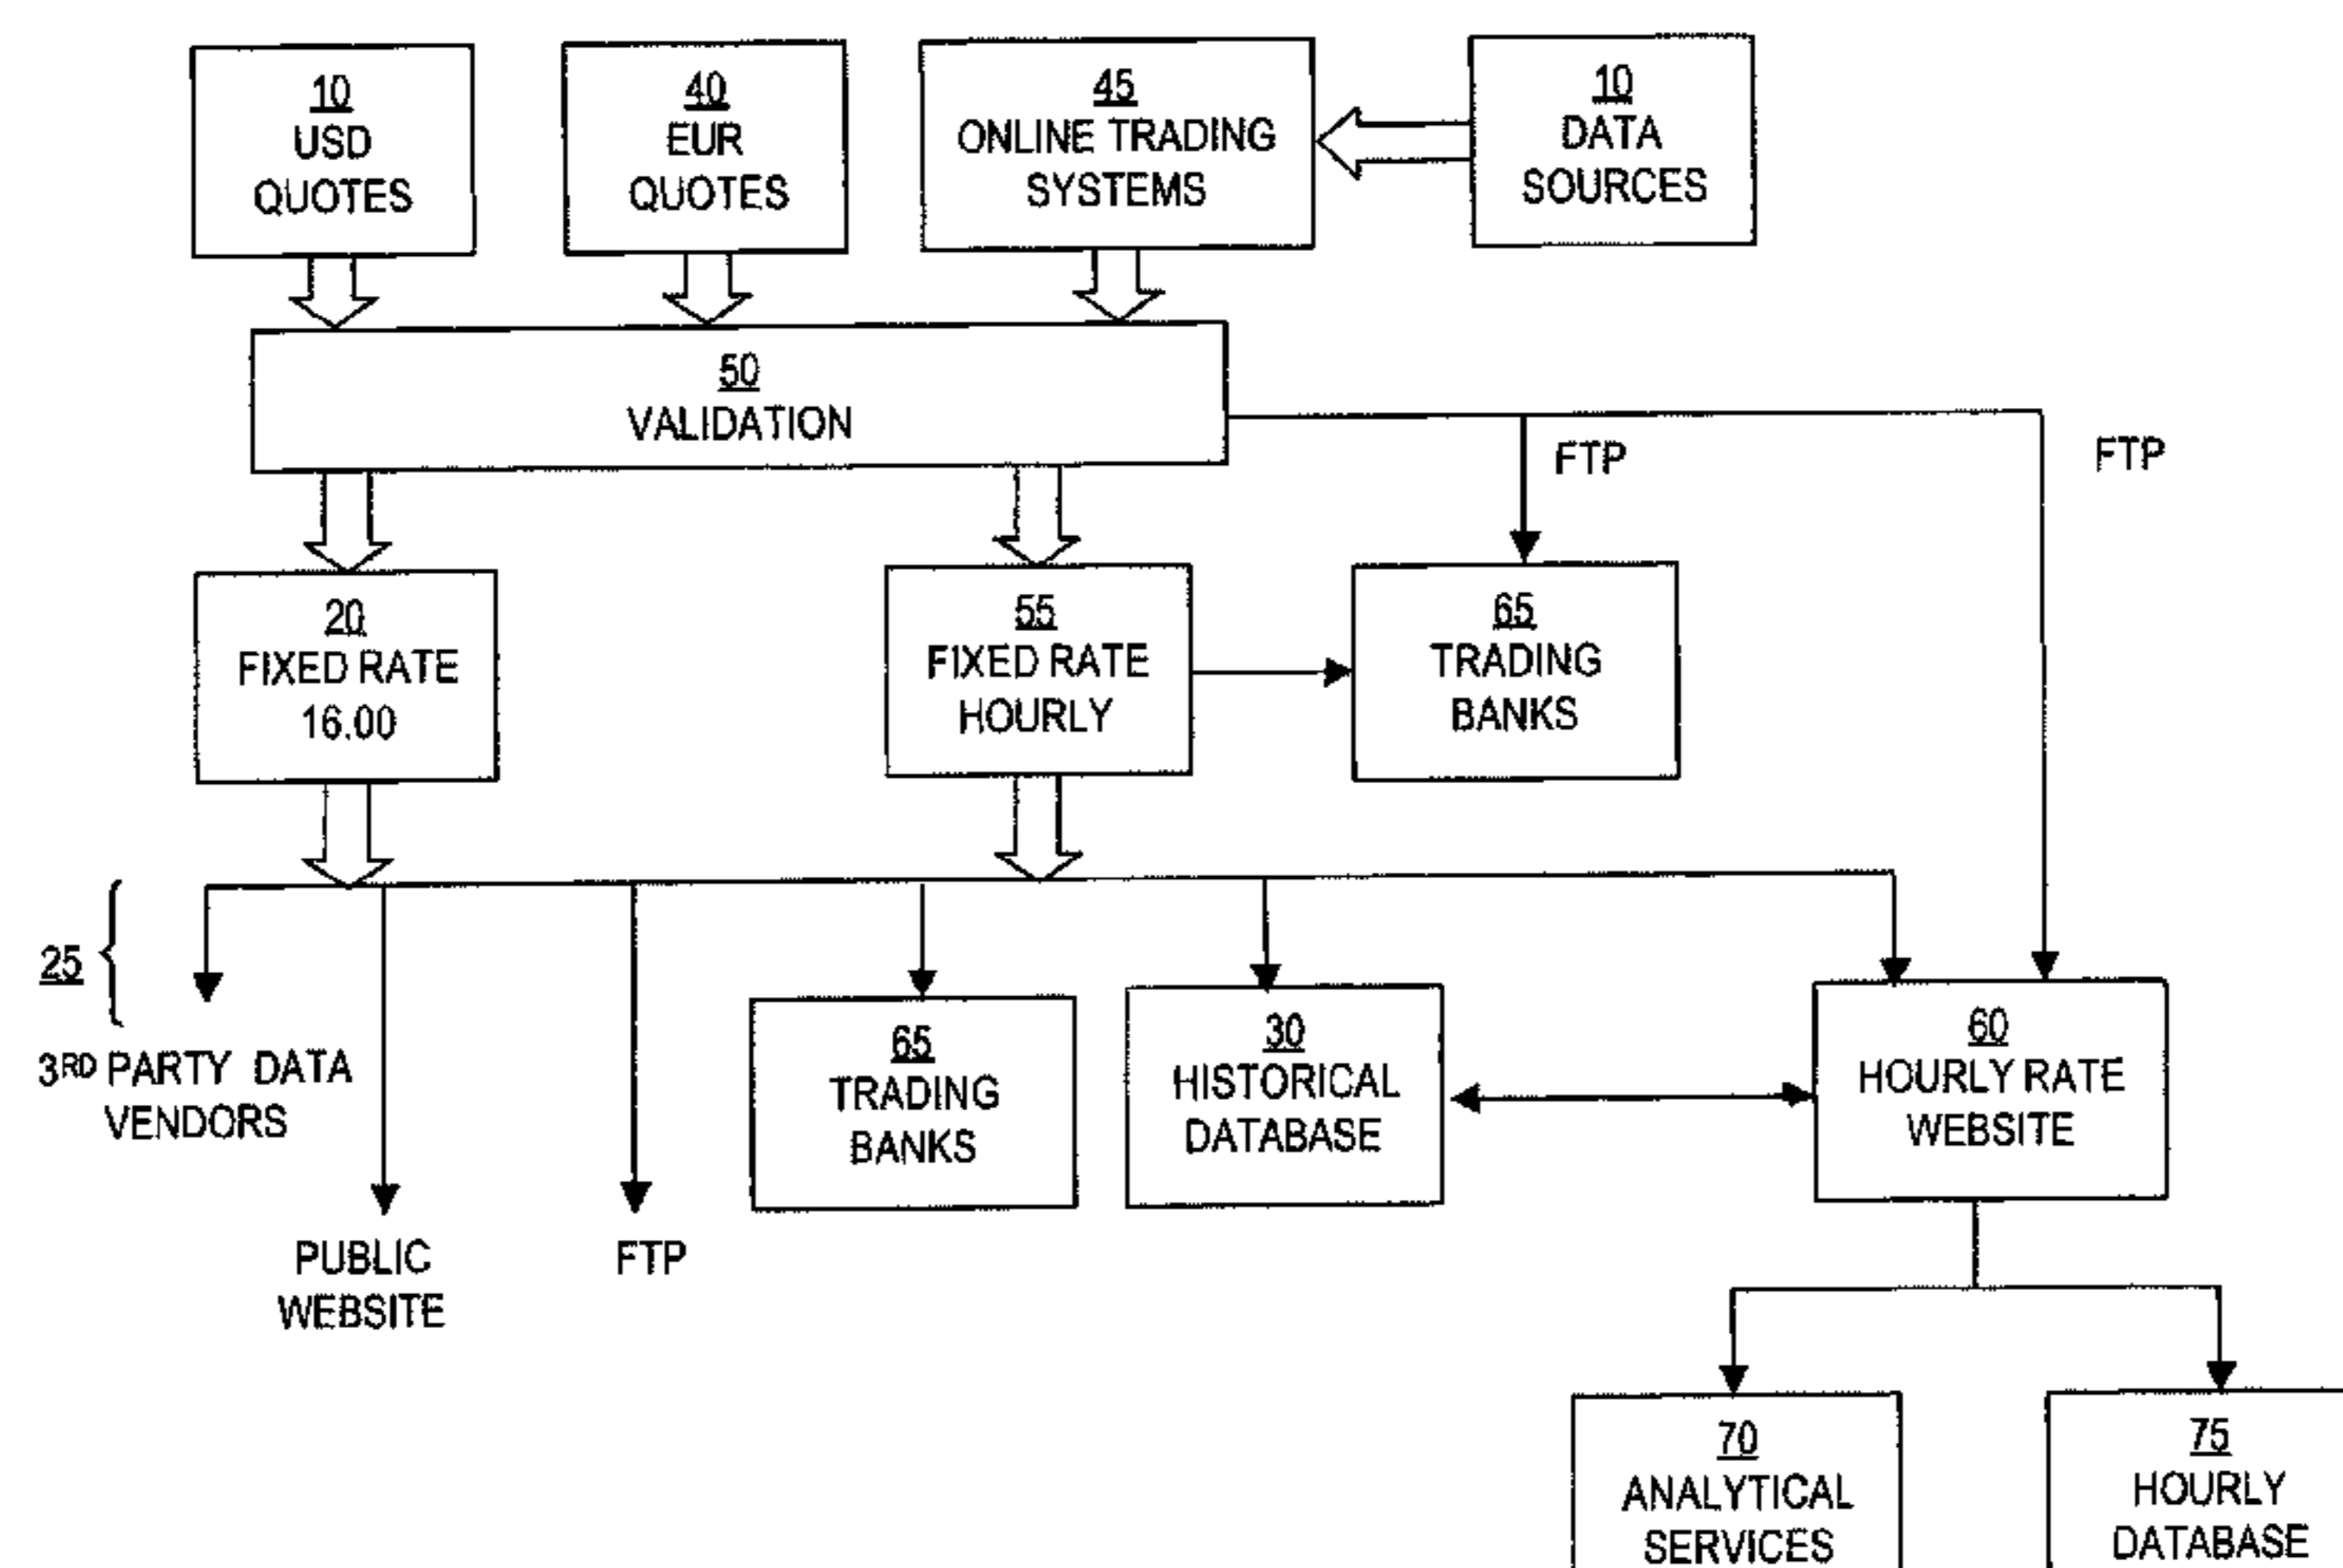 10
USD
QUOTES
40
EUR
QUOTES
45
ONLINE TRADING
SYSTEMS
10
DATA
SOURCES
50
VALIDATION
FTP
FTP
20
FIXED RATE
16.00
55
FIXED RATE
HOURLY
65
TRADING
BANKS
25
3RD PARTY DATA
VENDORS
PUBLIC
WEBSITE
FTP
65
TRADING
BANKS
30
HISTORICAL
DATABASE
60
HOURLY RATE
WEBSITE
70
ANALYTICAL
SERVICES
75
HOURLY
DATABASE